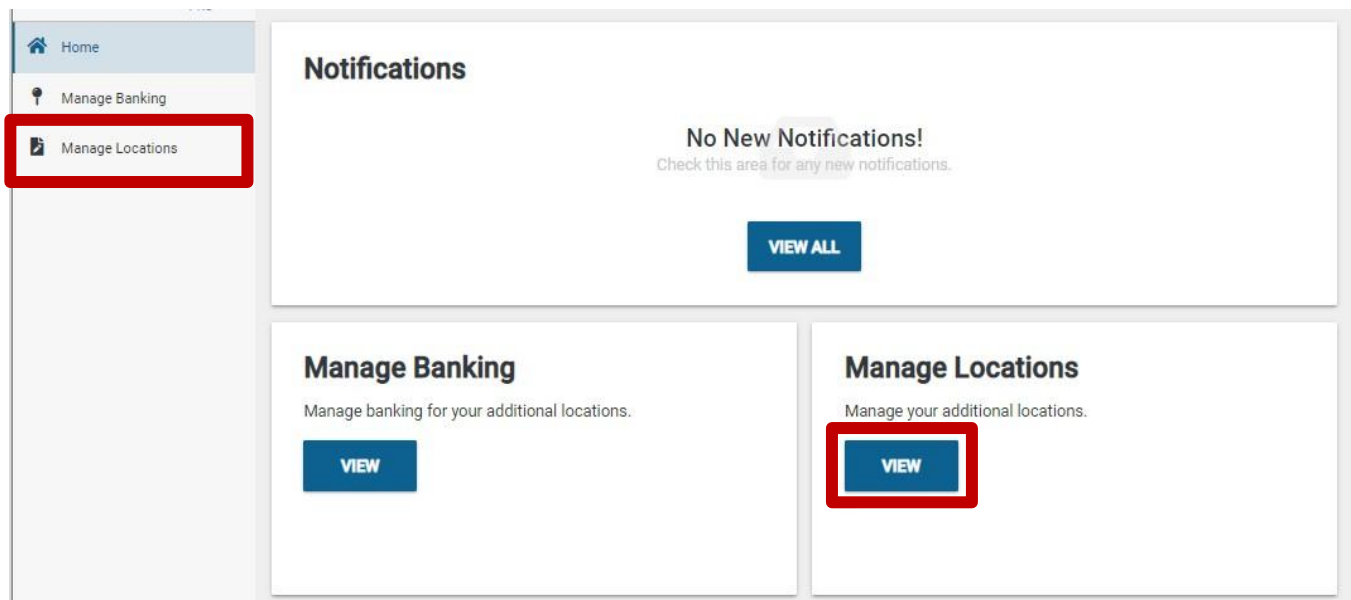 Home
Manage Banking
Manage Locations
Notifications
No New Notifications!
Check this area for any new notifications.
VIEW ALL
Manage Banking
Manage banking for your additional locations.
VIEW
Manage Locations
Manage your additional locations.
VIEW